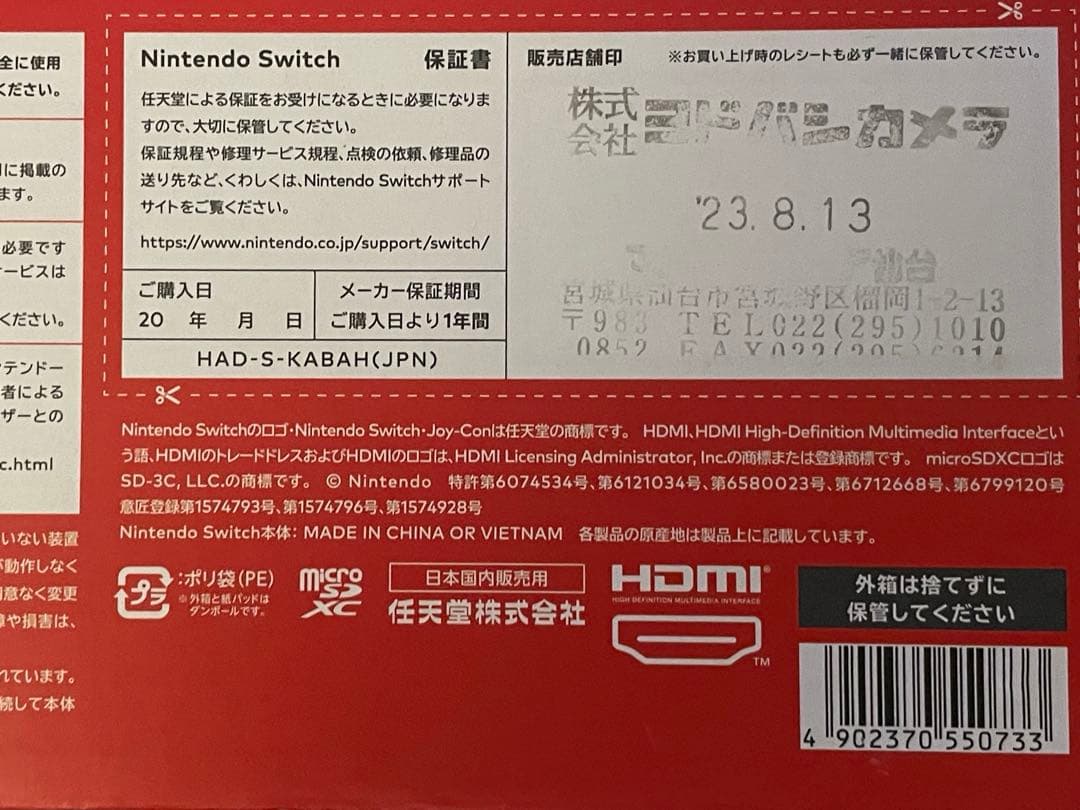 全に使用
ください。
に掲載の
ます。
必要です
ービスは
ください。
テンドー
者による
ザーとの
c.html
いない装置
が動作しなく
意なく変更
障や損害は、
れています。
続して本体
Nintendo Switch 保証書
任天堂による保証をお受けになるときに必要になりま
すので、大切に保管してください。
保証規程や修理サービス規程、点検の依頼、修理品の
送り先など、くわしくは、Nintendo Switchサポート
サイトをご覧ください。
https://www.nintendo.co.jp/support/switch/
ご購入日
20 年 月 日
メーカー保証期間
ご購入日より1年間
HAD-S-KABAH(JPN)
販売店舗印 ※お買い上げ時のレシートも必ず一緒に保管してください。
株式会社ヨドバシカメラ
'23.8.13
仙台
宮城県仙台市宮城野区榴岡1-2-13
〒983 TEL022(295)1010
0852 FAX022(295)
Nintendo Switchのロゴ・Nintendo Switch・Joy-Conは任天堂の商標です。 HDMI、HDMI High-Definition Multimedia Interfaceとい
う語、HDMIのトレードドレスおよびHDMIのロゴは、HDMI Licensing Administrator, Inc.の商標または登録商標です。 microSDXCロゴは
SD-3C, LLC.の商標です。 © Nintendo 特許第6074534号、第6121034号、第6580023号、第6712668号、第6799120号
意匠登録第1574793号、第1574796号、第1574928号
Nintendo Switch本体: MADE IN CHINA OR VIETNAM 各製品の原産地は製品上に記載しています。
プラ
:ポリ袋(PE)
※外箱と紙パッドは
ダンボールです。
micro
SD
XC
日本国内販売用
任天堂株式会社
HDMI®
HIGH-DEFINITION MULTIMEDIA INTERFACE
TM
外箱は捨てずに
保管してください
4 902370 550733